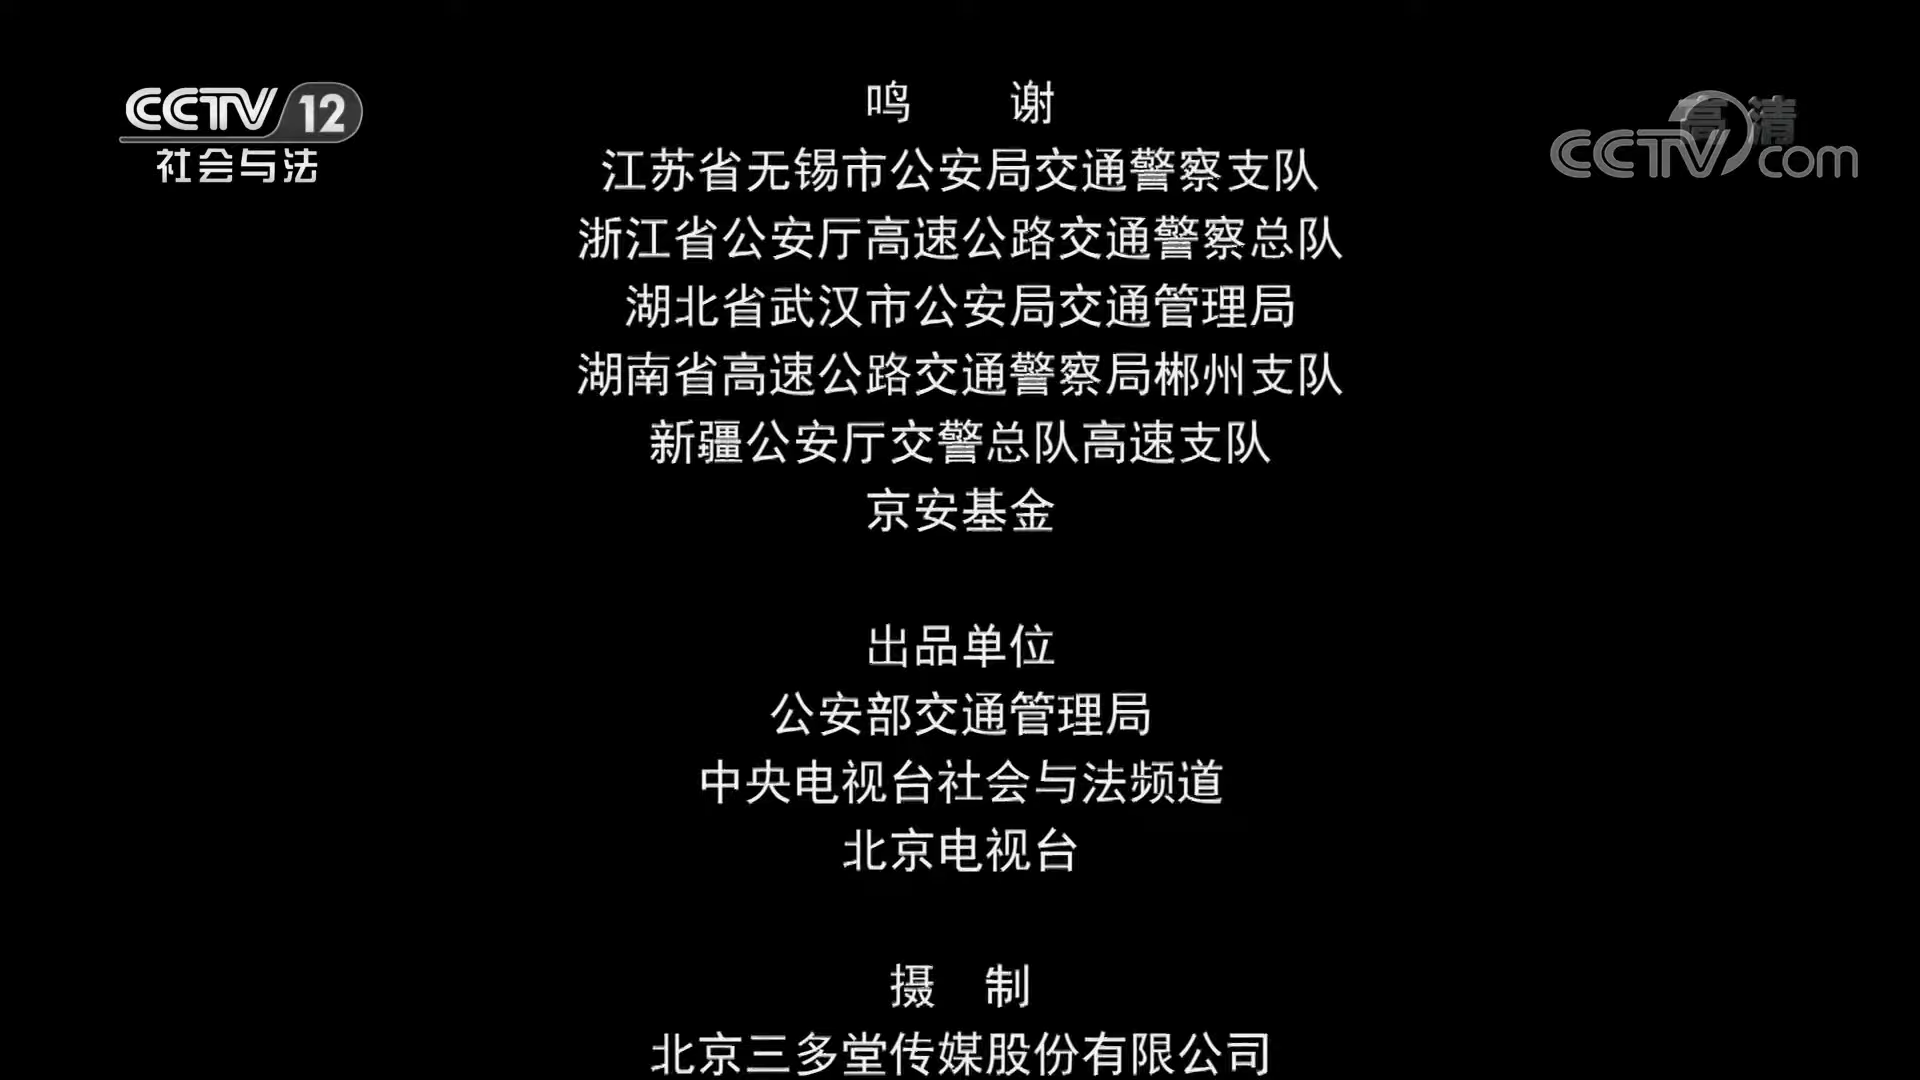 CCTV 12
社会与法
高清
CCTV.com
鸣 谢
江苏省无锡市公安局交通警察支队
浙江省公安厅高速公路交通警察总队
湖北省武汉市公安局交通管理局
湖南省高速公路交通警察局郴州支队
新疆公安厅交警总队高速支队
京安基金
出品单位
公安部交通管理局
中央电视台社会与法频道
北京电视台
摄 制
北京三多堂传媒股份有限公司